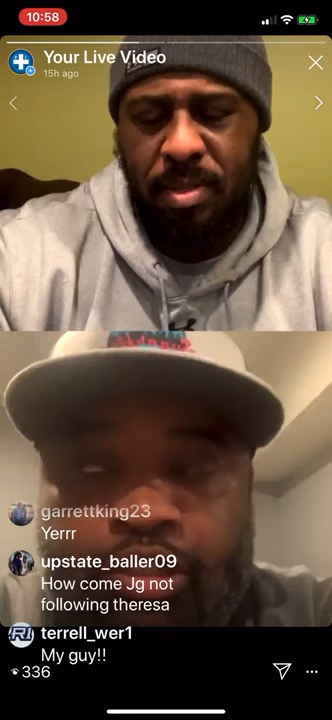 10:58
Your Live Video
15h ago
garrettking23
Yerrr
upstate_baller09
How come Jg not
following theresa
terrell_wer1
My guy!!
336